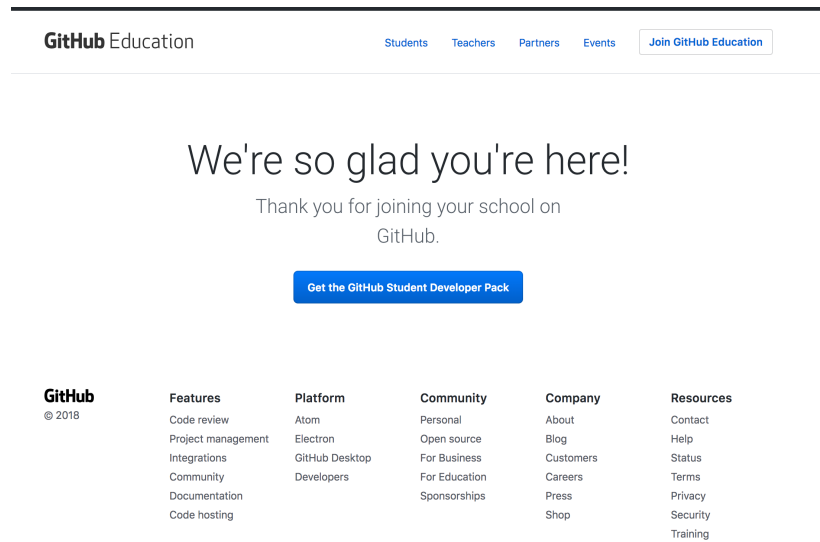 GitHub Education
Students Teachers Partners Events Join GitHub Education
We're so glad you're here!
Thank you for joining your school on
GitHub.
Get the GitHub Student Developer Pack
GitHub
© 2018
Features
Code review
Project management
Integrations
Community
Documentation
Code hosting
Platform
Atom
Electron
GitHub Desktop
Developers
Community
Personal
Open source
For Business
For Education
Sponsorships
Company
About
Blog
Customers
Careers
Press
Shop
Resources
Contact
Help
Status
Terms
Privacy
Security
Training